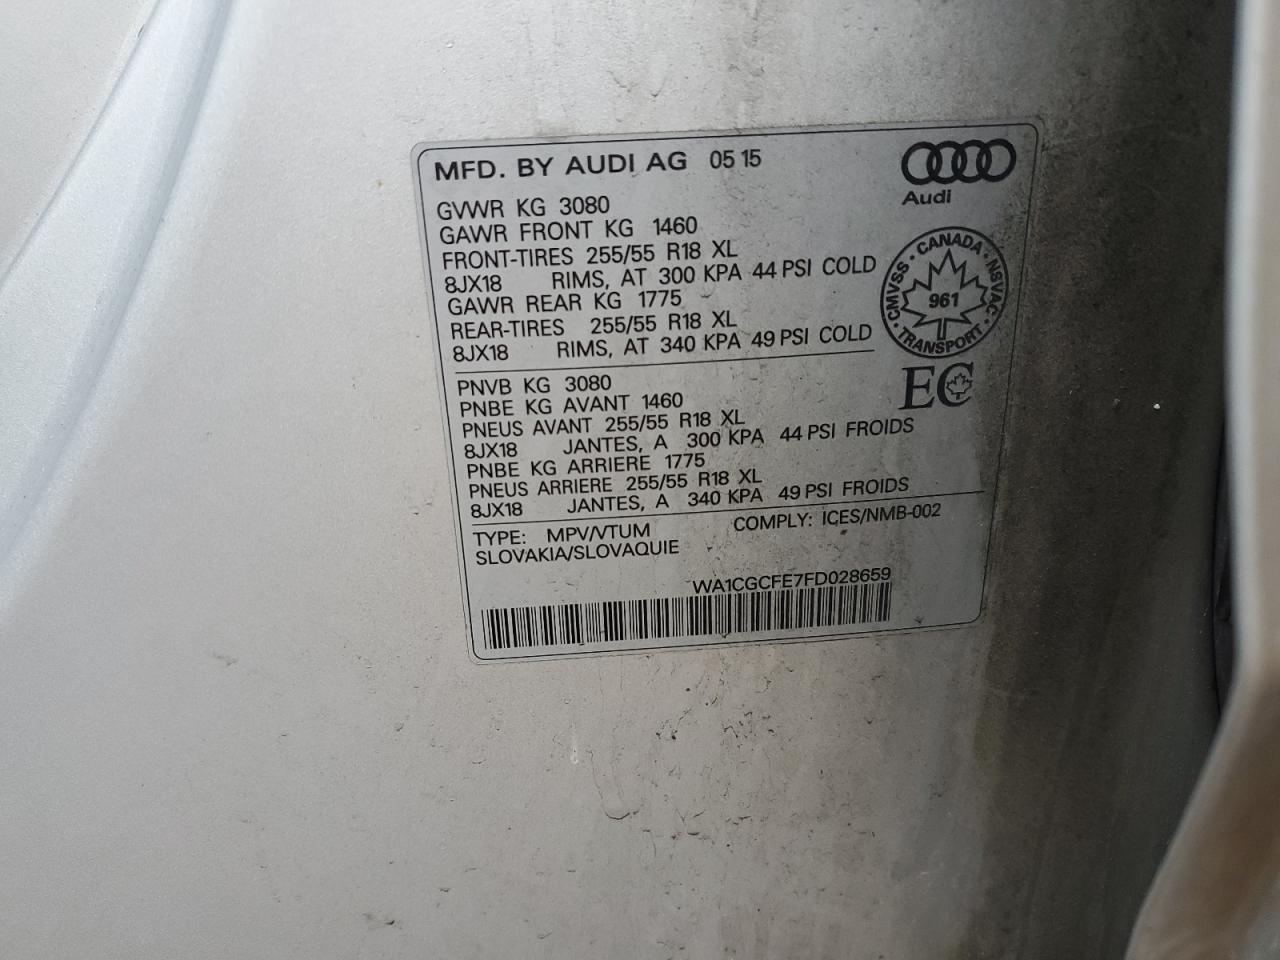 MFD. BY AUDI AG 05 15
Audi
GVWR KG 3080
GAWR FRONT KG 1460
FRONT-TIRES 255/55 R18 XL
8JX18 RIMS, AT 300 KPA 44 PSI COLD
GAWR REAR KG 1775
REAR-TIRES 255/55 R18 XL
8JX18 RIMS, AT 340 KPA 49 PSI COLD
CMVSS · CANADA · NSVAC · TRANSPORT ·
961
EC
PNVB KG 3080
PNBE KG AVANT 1460
PNEUS AVANT 255/55 R18 XL
8JX18 JANTES, A 300 KPA 44 PSI FROIDS
PNBE KG ARRIERE 1775
PNEUS ARRIERE 255/55 R18 XL
8JX18 JANTES, A 340 KPA 49 PSI FROIDS
TYPE: MPV/VTUM COMPLY: ICES/NMB-002
SLOVAKIA/SLOVAQUIE
WA1CGCFE7FD028659